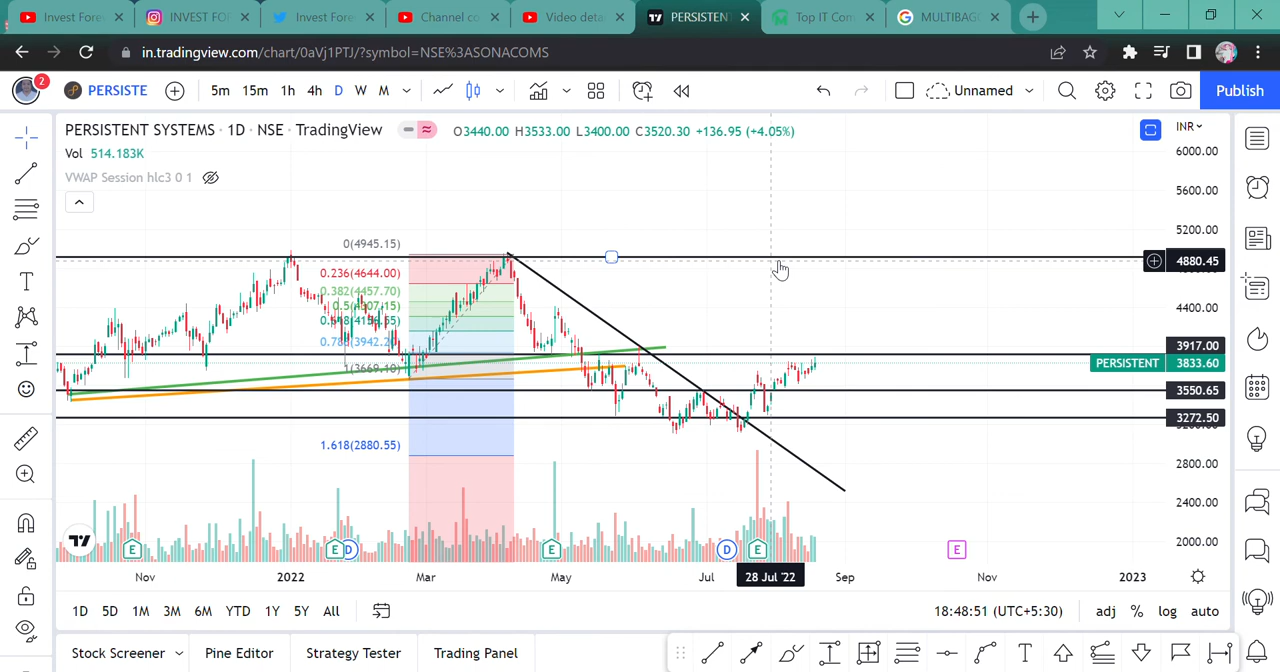 Invest Fore
INVEST FO
Invest Fore
Channel co
Video deta
PERSISTEN
Top IT Com
MULTIBAG
in.tradingview.com/chart/0aVj1PTJ/?symbol=NSE%3ASONACOMS
2
PERSISTE
5m 15m 1h 4h D W M
Unnamed
Publish
PERSISTENT SYSTEMS · 1D · NSE · TradingView
O3440.00 H3533.00 L3400.00 C3520.30 +136.95 (+4.05%)
INR
Vol 514.183K
VWAP Session hlc3 0 1
6000.00
5600.00
5200.00
0(4945.15)
4880.45
0.236(4644.00)
0.382(4457.70)
4400.00
3917.00
PERSISTENT 3833.60
1(3669.10)
3550.65
3272.50
1.618(2880.55)
2800.00
2400.00
2000.00
E E D E D E E
Nov 2022 Mar May Jul 28 Jul '22 Sep Nov 2023
1D 5D 1M 3M 6M YTD 1Y 5Y All
18:48:51 (UTC+5:30)
adj % log auto
Stock Screener
Pine Editor
Strategy Tester
Trading Panel